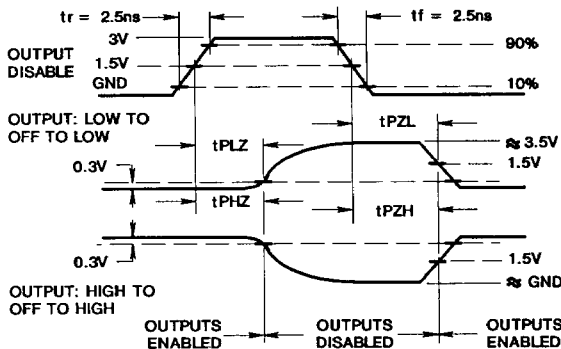 tr = 2.5ns
tf = 2.5ns
3V
OUTPUT
DISABLE
1.5V
GND
90%
10%
OUTPUT: LOW TO
OFF TO LOW
tPLZ
tPZL
≈ 3.5V
1.5V
0.3V
tPHZ
tPZH
0.3V
1.5V
≈ GND
OUTPUT: HIGH TO
OFF TO HIGH
OUTPUTS
ENABLED
OUTPUTS
DISABLED
OUTPUTS
ENABLED